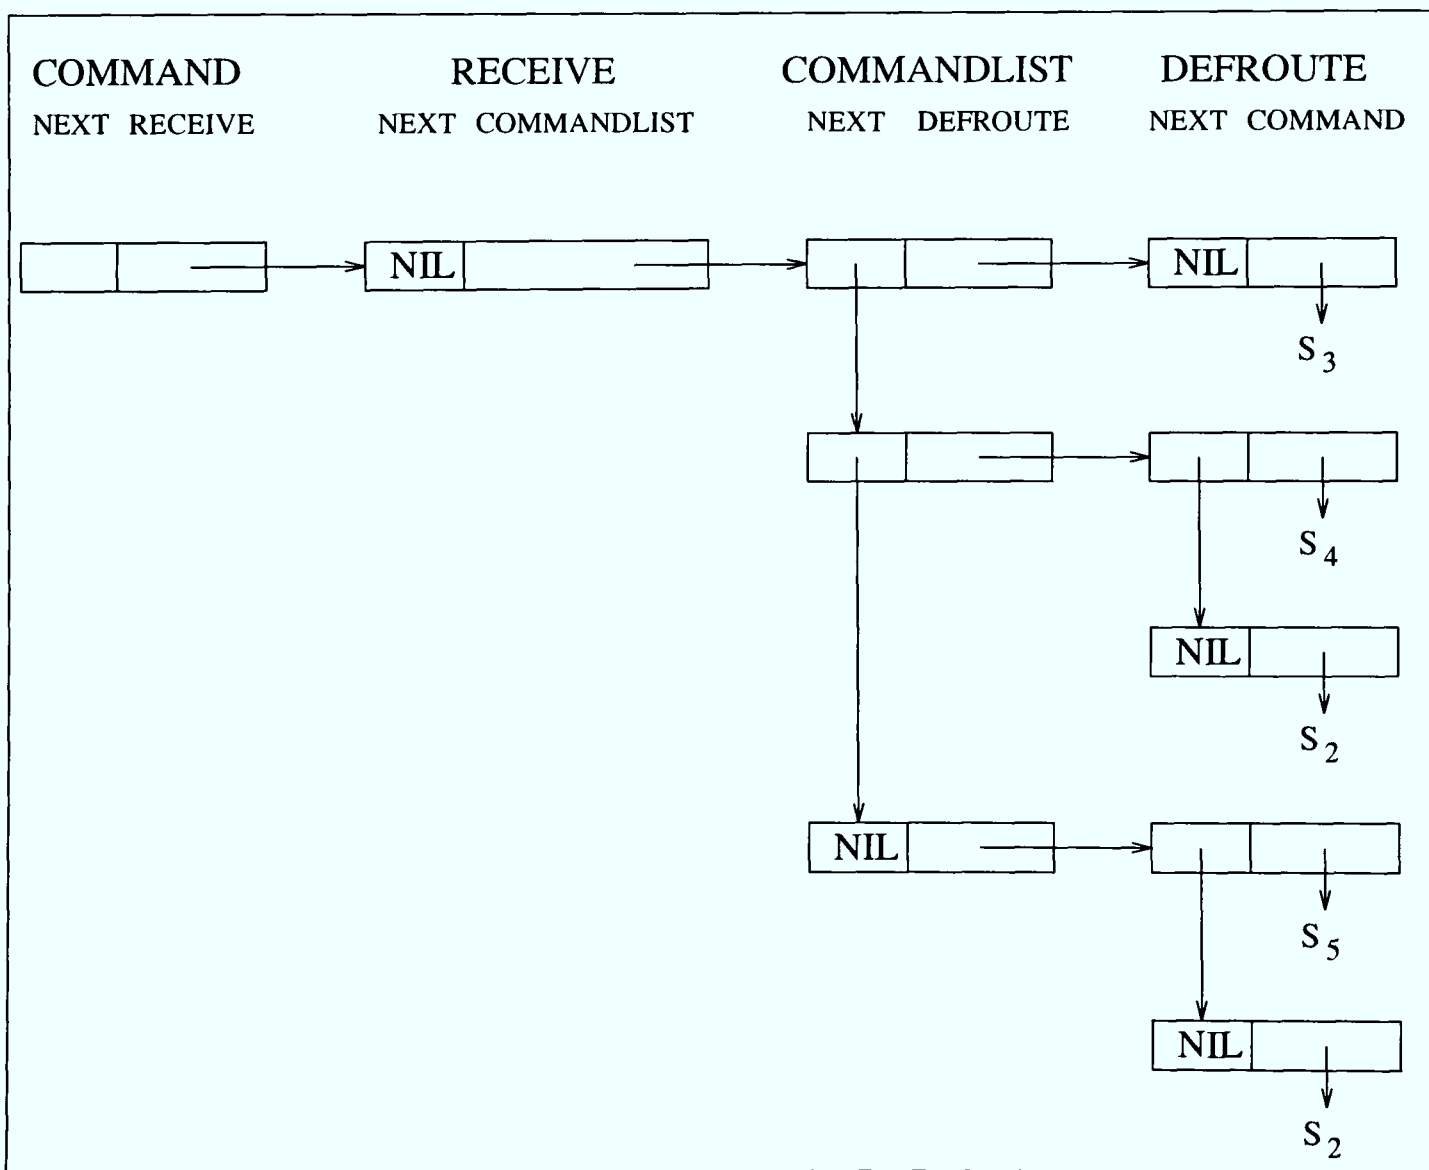 COMMAND RECEIVE COMMANDLIST DEFROUTE
NEXT RECEIVE NEXT COMMANDLIST NEXT DEFROUTE NEXT COMMAND
NIL NIL
S3
S4
NIL
S2
NIL
S5
NIL
S2